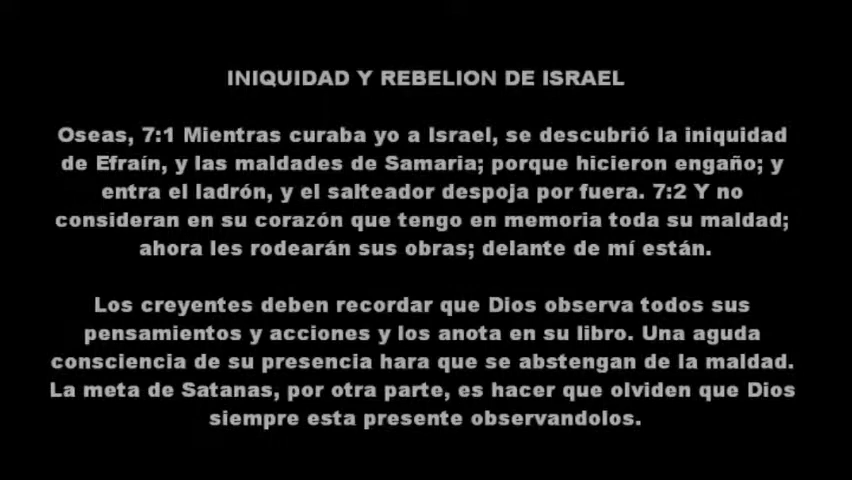 INIQUIDAD Y REBELION DE ISRAEL
Oseas, 7:1 Mientras curaba yo a Israel, se descubrió la iniquidad
de Efraín, y las maldades de Samaria; porque hicieron engaño; y
entra el ladrón, y el salteador despoja por fuera. 7:2 Y no
consideran en su corazón que tengo en memoria toda su maldad;
ahora les rodearán sus obras; delante de mí están.
Los creyentes deben recordar que Dios observa todos sus
pensamientos y acciones y los anota en su libro. Una aguda
consciencia de su presencia hara que se abstengan de la maldad.
La meta de Satanas, por otra parte, es hacer que olviden que Dios
siempre esta presente observandolos.